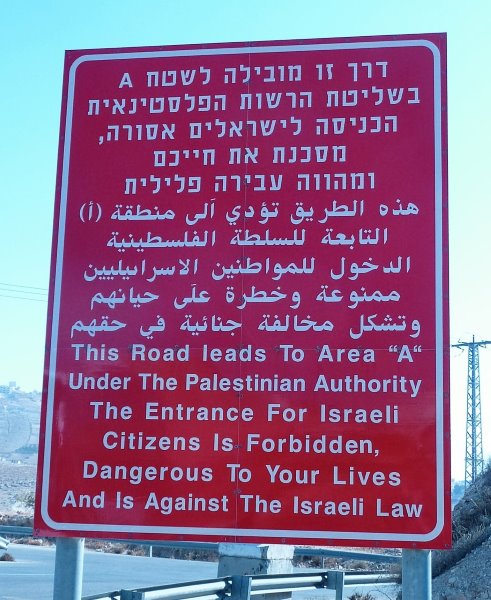 דרך זו מובילה לשטח A
בשליטת הרשות הפלסטינאית
הכניסה לישראלים אסורה,
מסכנת את חייכם
ומהווה עבירה פלילית
هذه الطريق تؤدي آلى منطقة (أ)
التابعة للسلطة الفلسطينية
الدخول للمواطنين الاسرائيليين
ممنوعة وخطرة علَى حيانهم
وتشكل مخالفة جنائية في حقهم
This Road leads To Area "A"
Under The Palestinian Authority
The Entrance For Israeli
Citizens Is Forbidden,
Dangerous To Your Lives
And Is Against The Israeli Law